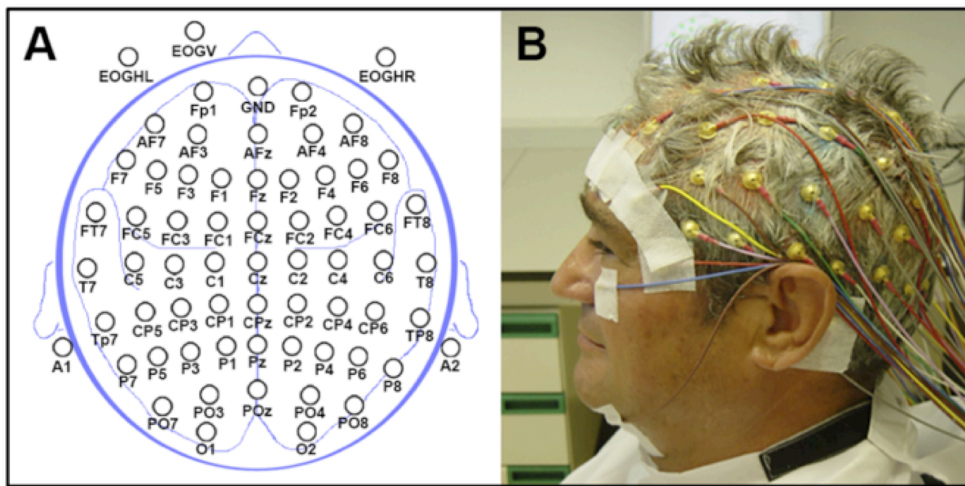 A
B
EOGV
EOGHL
EOGHR
Fp1
GND
Fp2
AF7
AF3
AFz
AF4
AF8
F7
F5
F3
F1
Fz
F2
F4
F6
F8
FT7
FC5
FC3
FC1
FCz
FC2
FC4
FC6
FT8
T7
C5
C3
C1
Cz
C2
C4
C6
T8
Tp7
CP5
CP3
CP1
CPz
CP2
CP4
CP6
TP8
A1
A2
P7
P5
P3
P1
Pz
P2
P4
P6
P8
PO7
PO3
POz
PO4
PO8
O1
O2